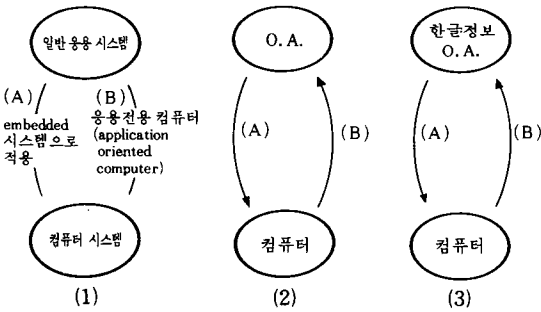 일반 응용 시스템
(A)
embedded
시스템으로
적용
(B)
응용전용 컴퓨터
(application
oriented
computer)
컴퓨터 시스템
(1)
O.A.
(A)
(B)
컴퓨터
(2)
한글정보
O.A.
(A)
(B)
컴퓨터
(3)